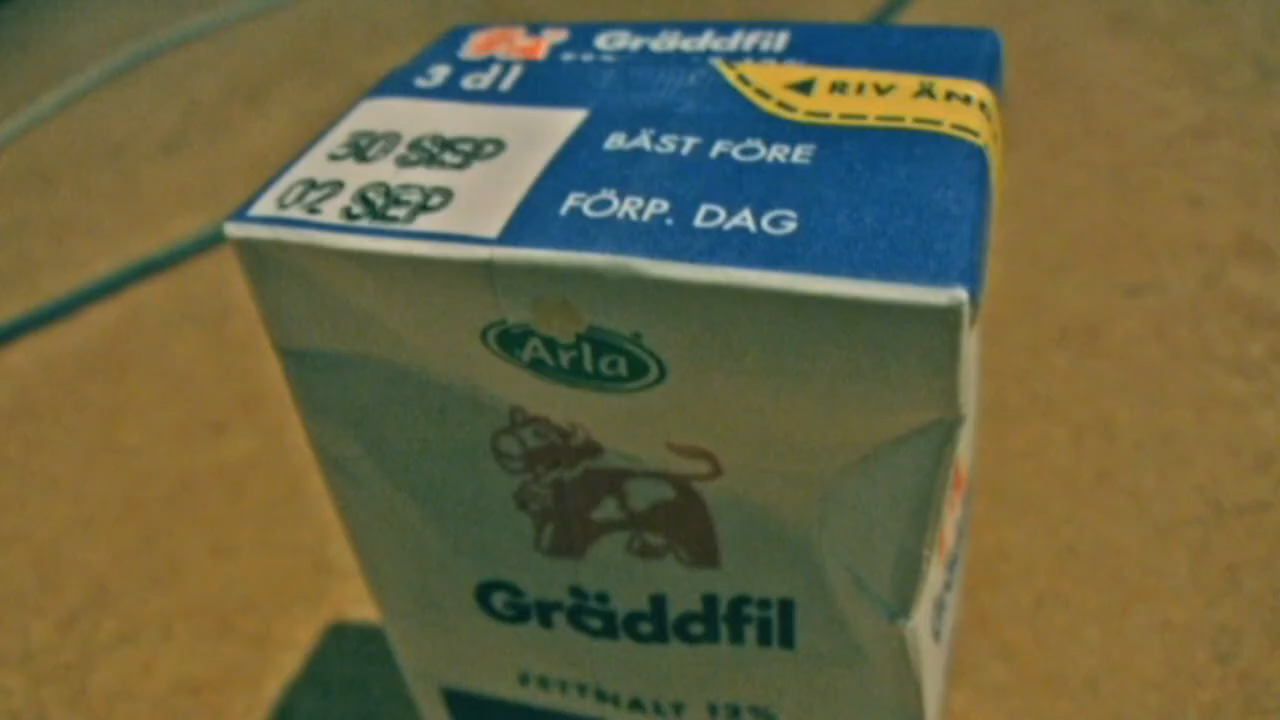 Gräddfil
3 dl
RIV ÄN
30 SEP BÄST FÖRE
02 SEP FÖRP. DAG
Arla
Gräddfil
FETTHALT 12%